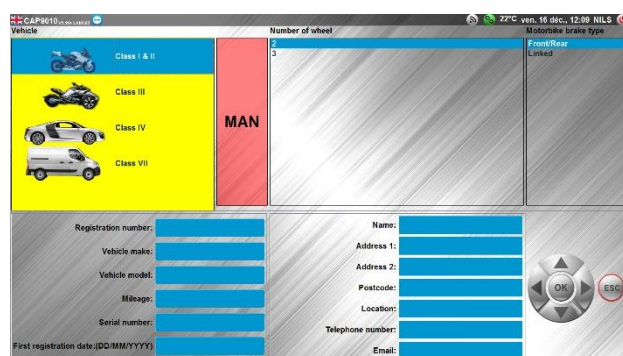 CAP9010
22°C ven. 16 déc., 12:09 NILS
Vehicle
Number of wheel
Motorbike brake type
Class I & II
Class III
Class IV
Class VII
MAN
2
3
Front/Rear
Linked
Registration number:
Vehicle make:
Vehicle model:
Mileage:
Serial number:
First registration date:(DD/MM/YYYY)
Name:
Address 1:
Address 2:
Postcode:
Location:
Telephone number:
Email:
OK
ESC